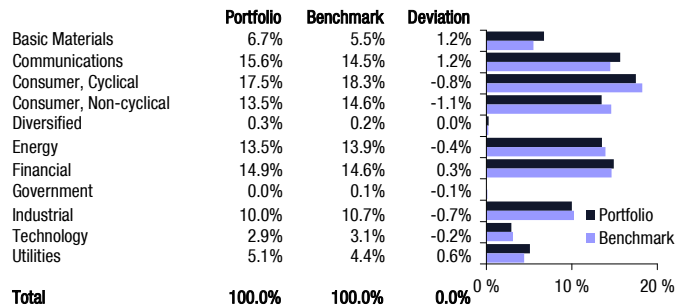 Portfolio Benchmark Deviation
Basic Materials 6.7% 5.5% 1.2%
Communications 15.6% 14.5% 1.2%
Consumer, Cyclical 17.5% 18.3% -0.8%
Consumer, Non-cyclical 13.5% 14.6% -1.1%
Diversified 0.3% 0.2% 0.0%
Energy 13.5% 13.9% -0.4%
Financial 14.9% 14.6% 0.3%
Government 0.0% 0.1% -0.1%
Industrial 10.0% 10.7% -0.7%
Portfolio
Technology 2.9% 3.1% -0.2%
Benchmark
Utilities 5.1% 4.4% 0.6%
0 % 10 % 20 %
Total 100.0% 100.0% 0.0%